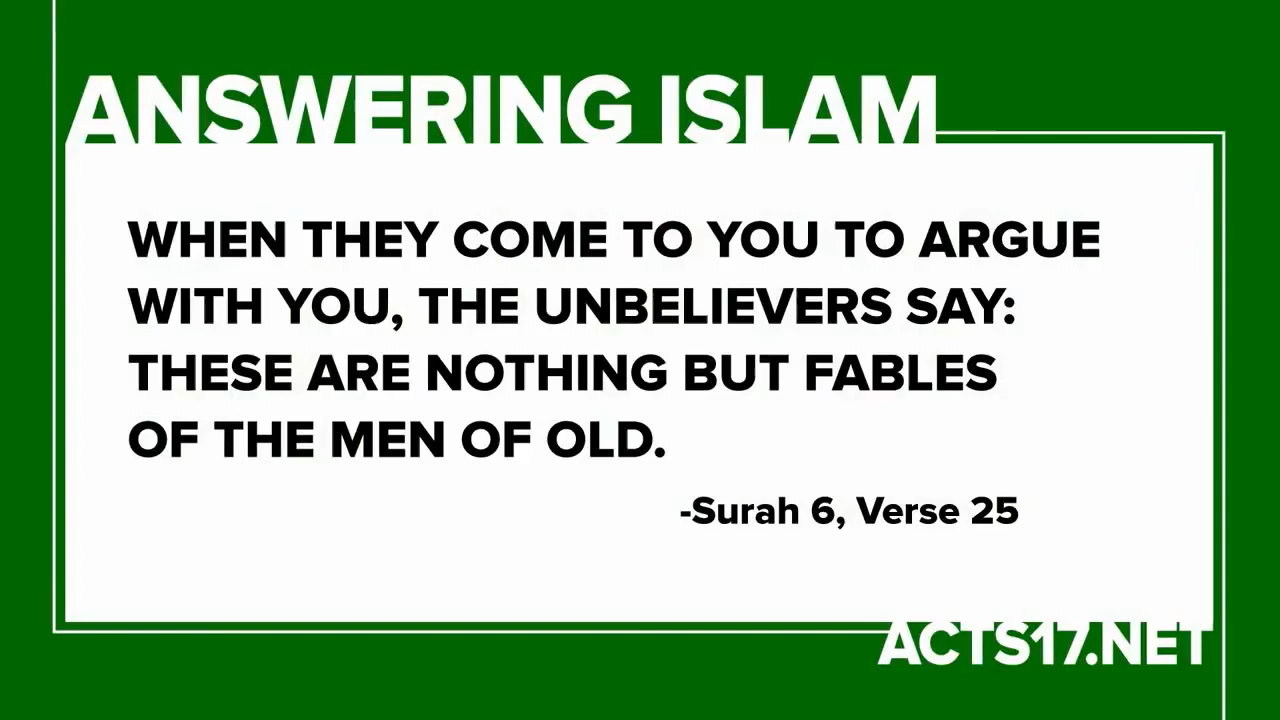 ANSWERING ISLAM
WHEN THEY COME TO YOU TO ARGUE
WITH YOU, THE UNBELIEVERS SAY:
THESE ARE NOTHING BUT FABLES
OF THE MEN OF OLD.
-Surah 6, Verse 25
ACTS17.NET